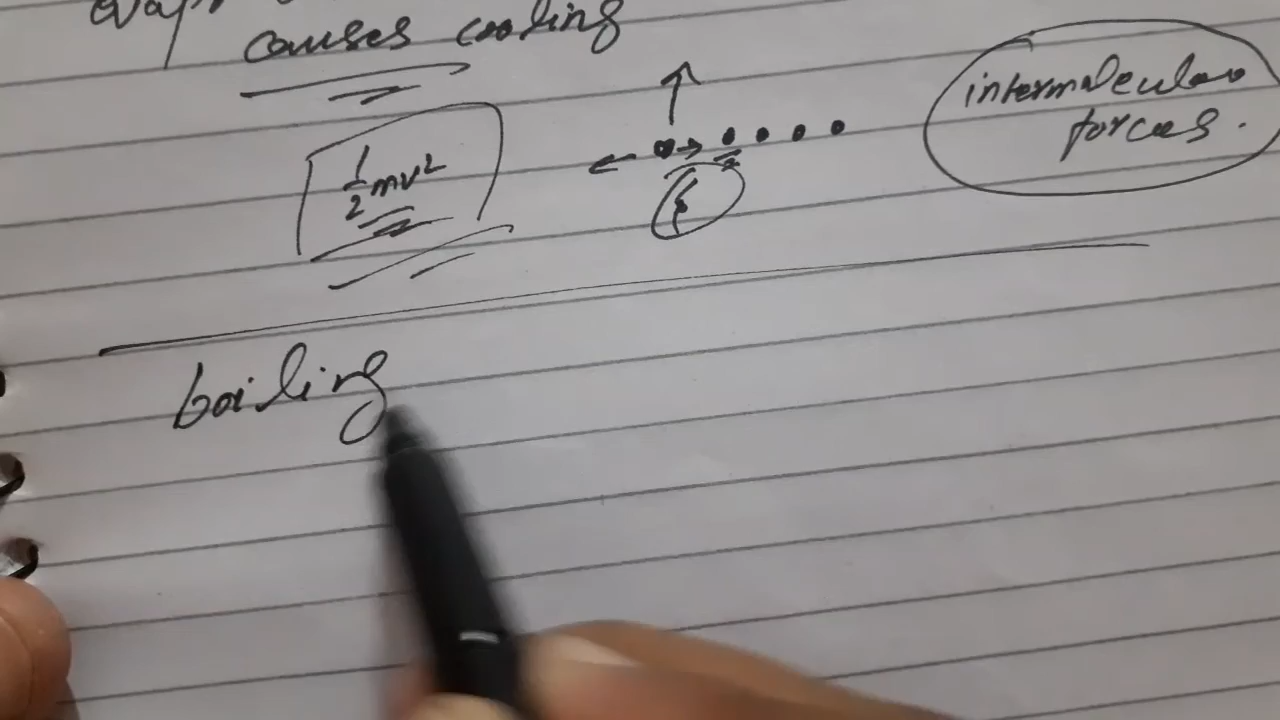 causes cooling
intermolecular
forces.
1/2 mv²
boiling